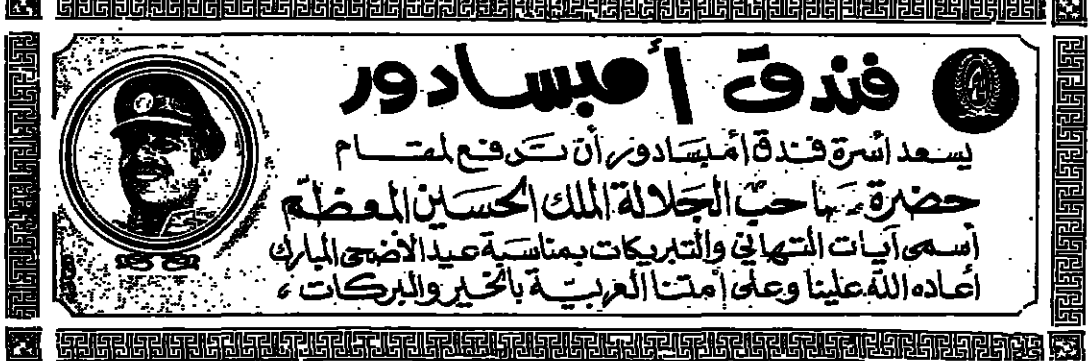 فندق أمبسادور
يسعد أسرة فندق أمبسادور أن ترفع لمقام
حضرة صاحب الجلالة الملك الحسين المعظم
أسمى آيات التهاني والتبريكات بمناسبة عيد الأضحى المبارك
أعاده الله علينا وعلى أمتنا العربية بالخير والبركات ،